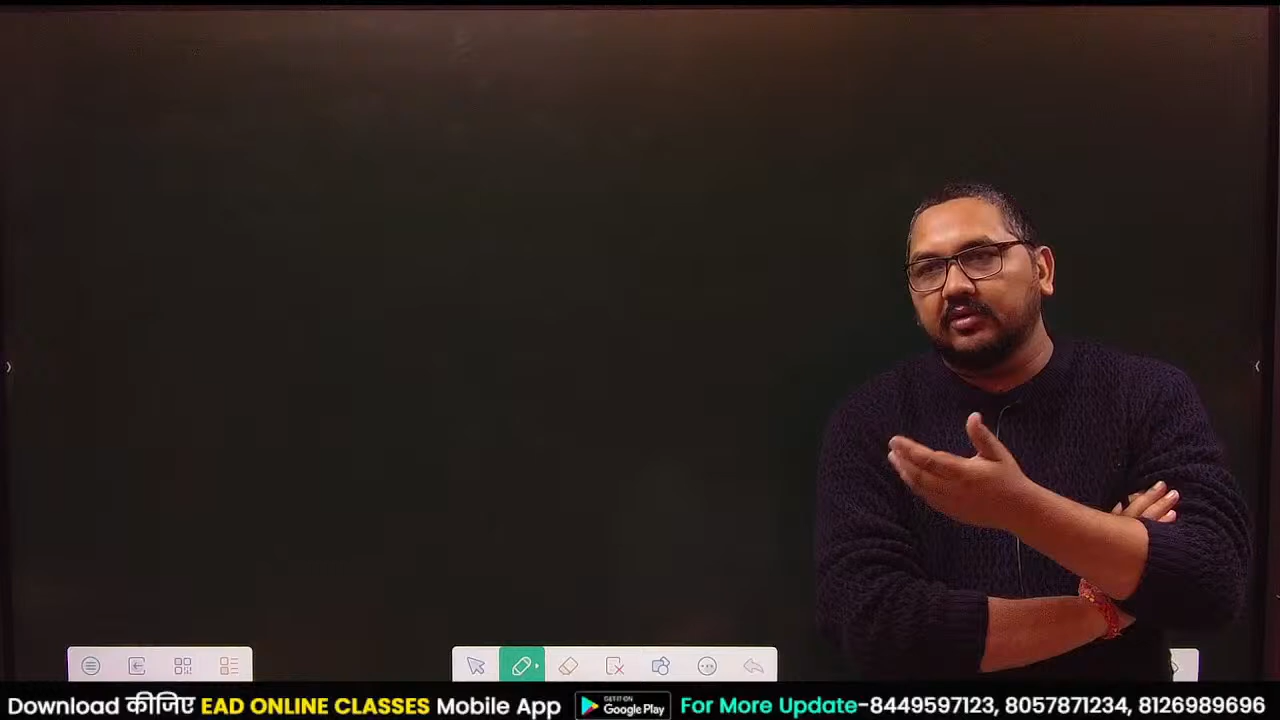 Download कीजिए EAD ONLINE CLASSES Mobile App GET IT ON Google Play For More Update-8449597123, 8057871234, 8126989696